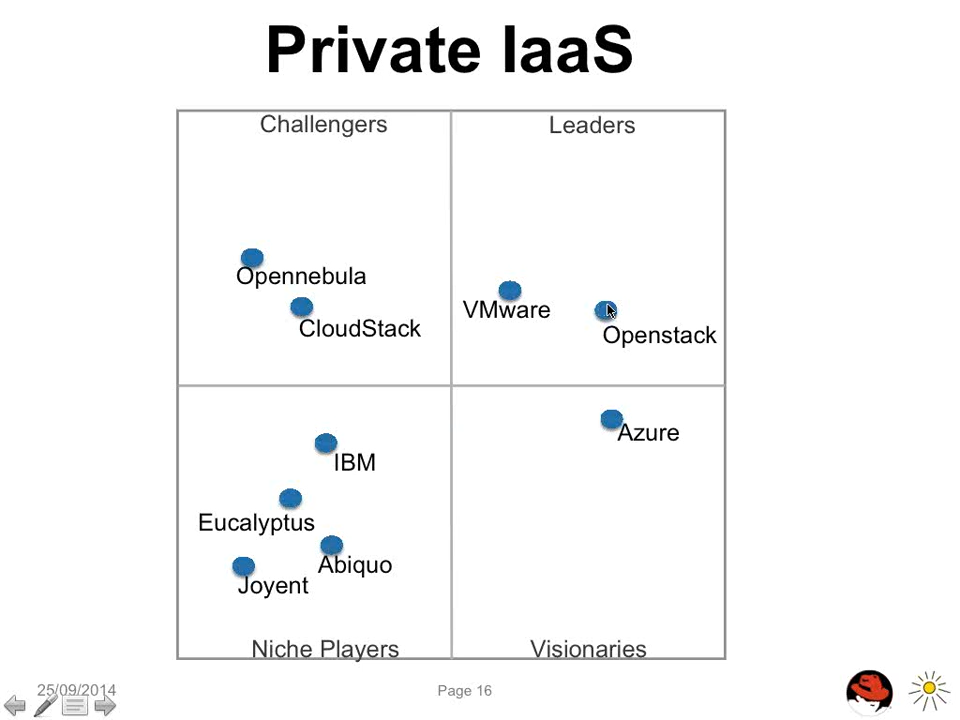 Private IaaS
Challengers
Leaders
Opennebula
CloudStack
VMware
Openstack
Azure
IBM
Eucalyptus
Abiquo
Joyent
Niche Players
Visionaries
25/09/2014
Page 16